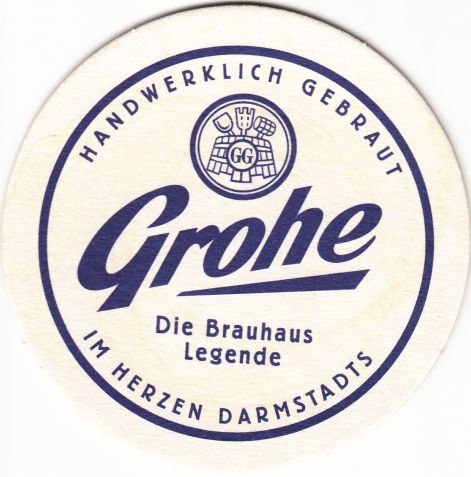 HANDWERKLICH GEBRAUT
GG
Grohe
Die Brauhaus
Legende
IM HERZEN DARMSTADTS